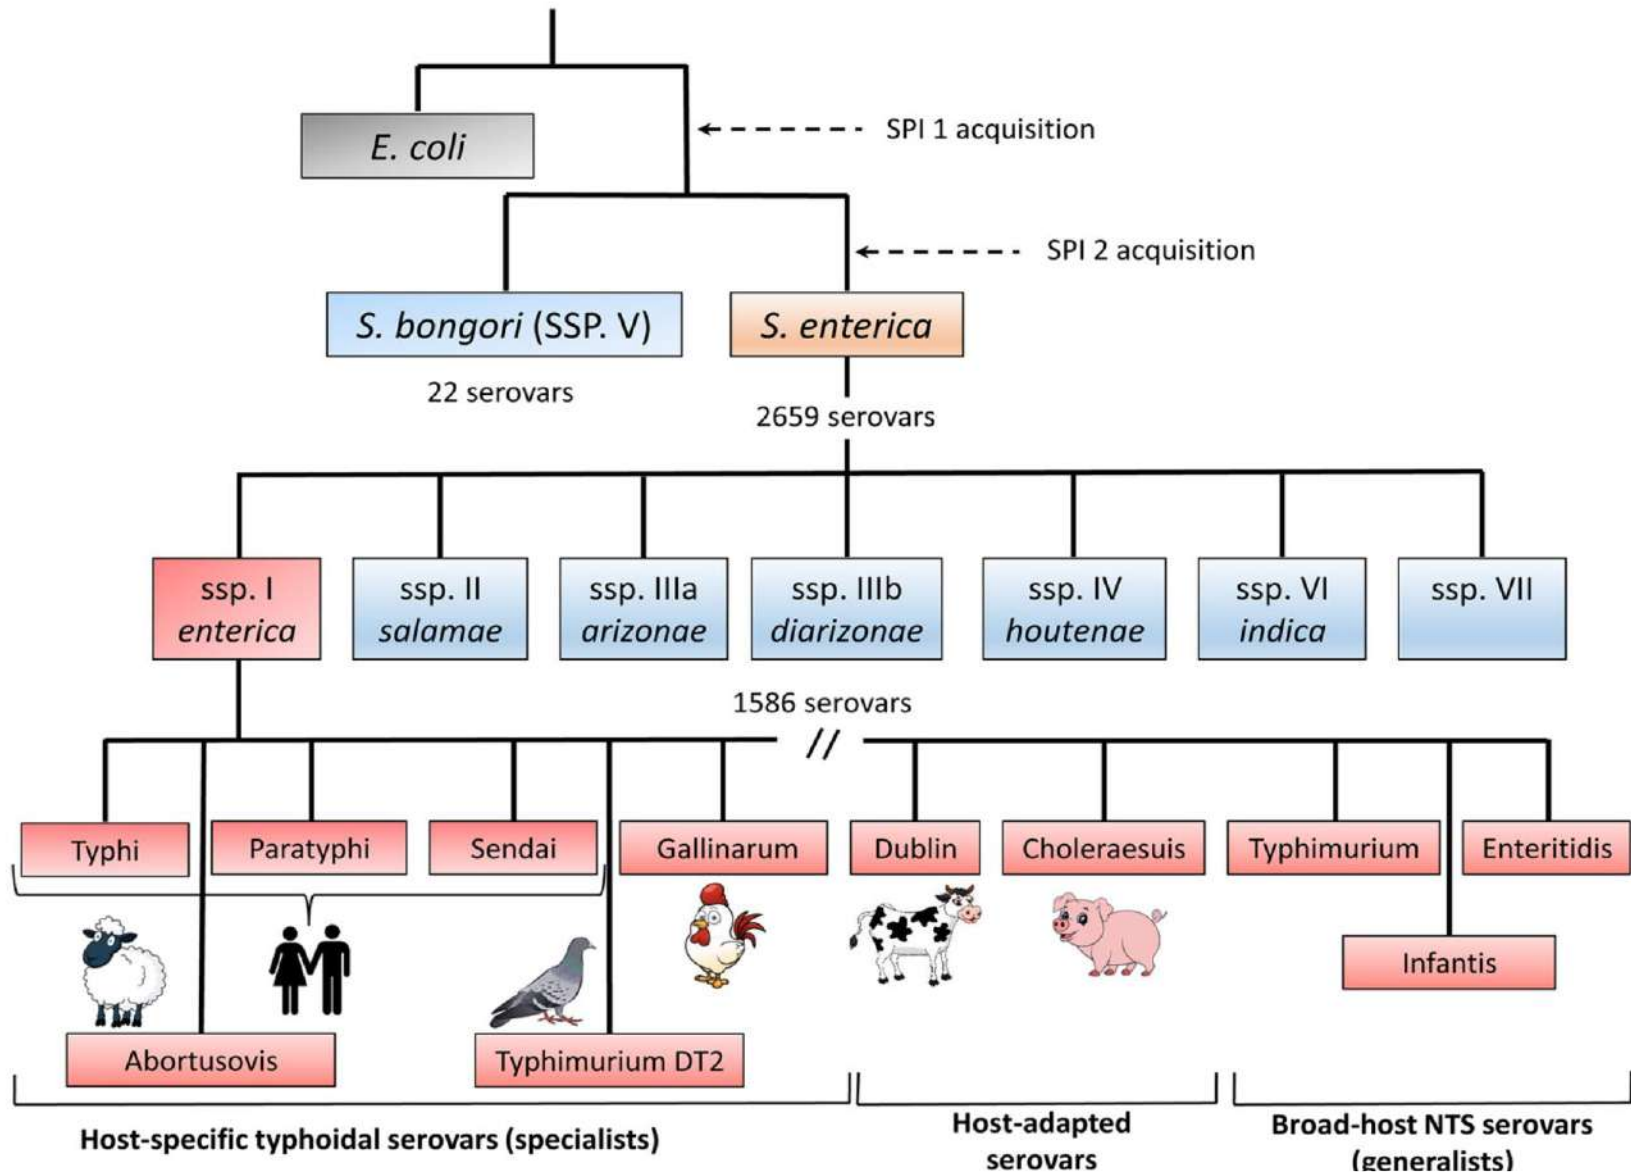 E. coli
SPI 1 acquisition
SPI 2 acquisition
S. bongori (SSP. V)
S. enterica
22 serovars
2659 serovars
ssp. I
enterica
ssp. II
salamae
ssp. IIIa
arizonae
ssp. IIIb
diarizonae
ssp. IV
houtenae
ssp. VI
indica
ssp. VII
1586 serovars
//
Typhi
Paratyphi
Sendai
Gallinarum
Dublin
Choleraesuis
Typhimurium
Enteritidis
Infantis
Abortusovis
Typhimurium DT2
Host-specific typhoidal serovars (specialists)
Host-adapted
serovars
Broad-host NTS serovars
(generalists)